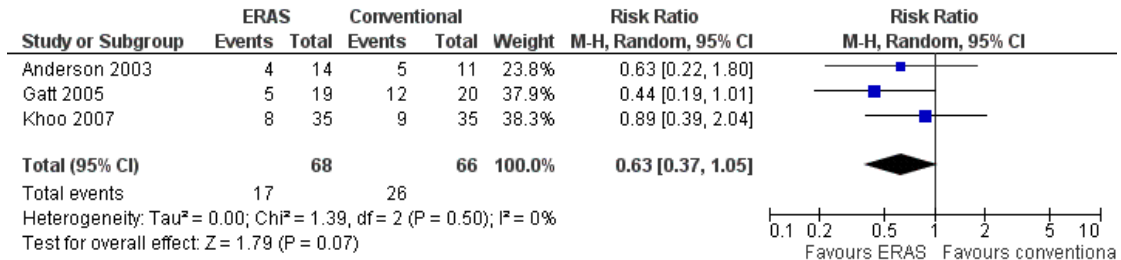 ERAS Conventional Risk Ratio Risk Ratio
Study or Subgroup Events Total Events Total Weight M-H, Random, 95% CI M-H, Random, 95% CI
Anderson 2003 4 14 5 11 23.8% 0.63 [0.22, 1.80]
Gatt 2005 5 19 12 20 37.9% 0.44 [0.19, 1.01]
Khoo 2007 8 35 9 35 38.3% 0.89 [0.39, 2.04]
Total (95% CI) 68 66 100.0% 0.63 [0.37, 1.05]
Total events 17 26
Heterogeneity: Tau² = 0.00; Chi² = 1.39, df = 2 (P = 0.50); I² = 0%
Test for overall effect: Z = 1.79 (P = 0.07)
0.1 0.2 0.5 1 2 5 10
Favours ERAS Favours conventiona